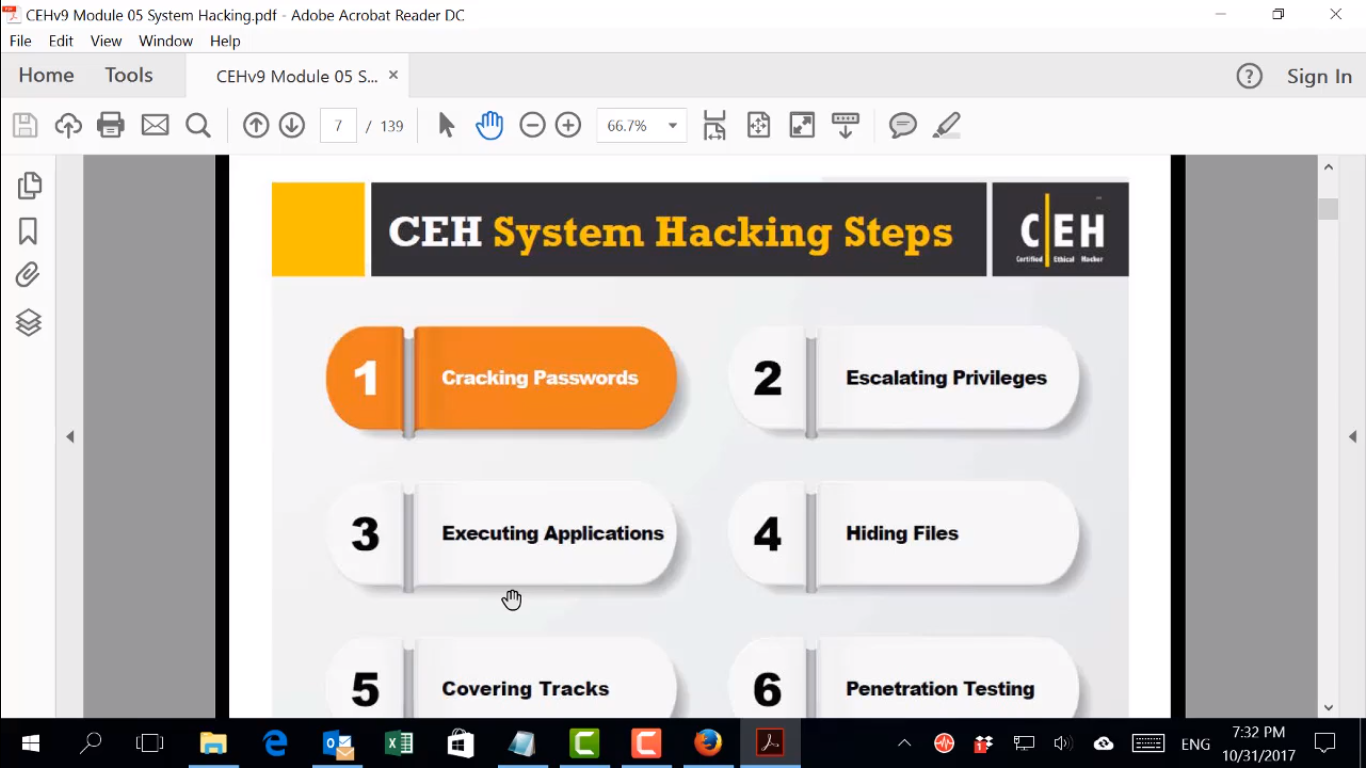 CEHv9 Module 05 System Hacking.pdf - Adobe Acrobat Reader DC
File Edit View Window Help
Home Tools CEHv9 Module 05 S... × Sign In
7 / 139 66.7%
CEH System Hacking Steps
CEH
Certified Ethical Hacker
1 Cracking Passwords
2 Escalating Privileges
3 Executing Applications
4 Hiding Files
5 Covering Tracks
6 Penetration Testing
ENG
7:32 PM
10/31/2017